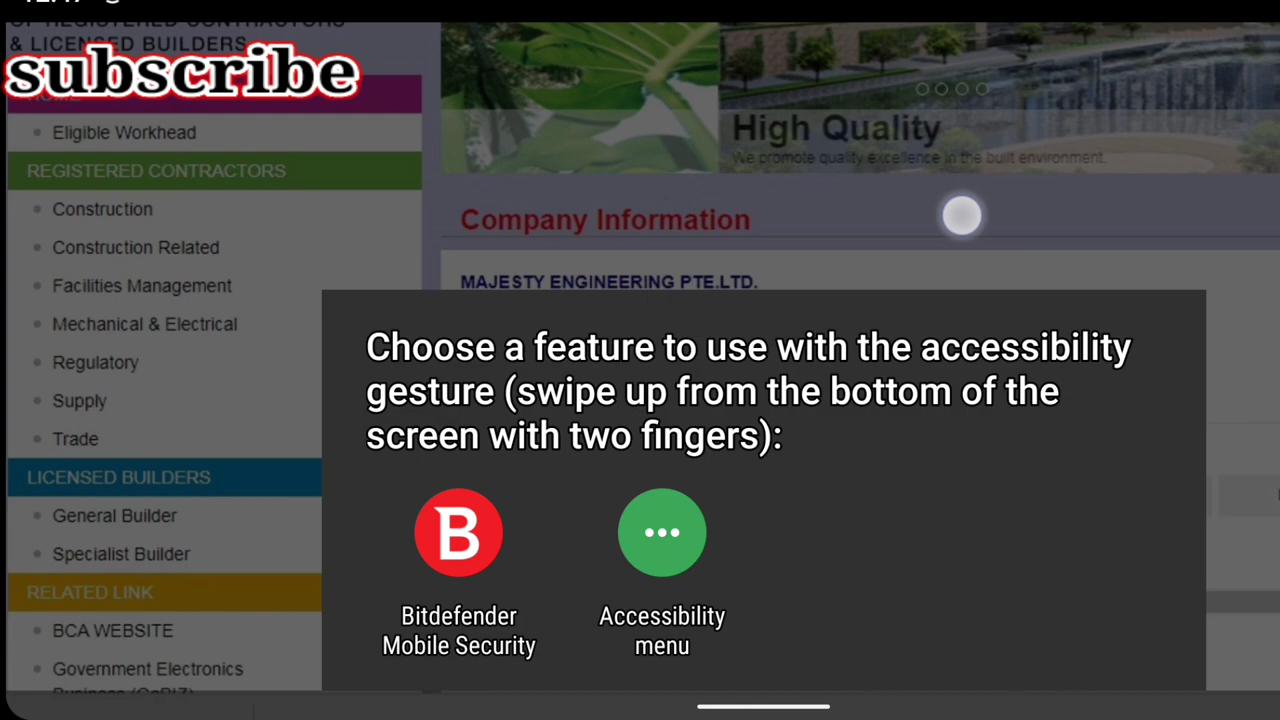 & LICENSED BUILDERS
subscribe
Eligible Workhead
REGISTERED CONTRACTORS
Construction
Construction Related
Facilities Management
Mechanical & Electrical
Regulatory
Supply
Trade
LICENSED BUILDERS
General Builder
Specialist Builder
RELATED LINK
BCA WEBSITE
Government Electronics
High Quality
We promote quality excellence in the built environment.
Company Information
MAJESTY ENGINEERING PTE.LTD.
Choose a feature to use with the accessibility
gesture (swipe up from the bottom of the
screen with two fingers):
B
Bitdefender
Mobile Security
Accessibility
menu